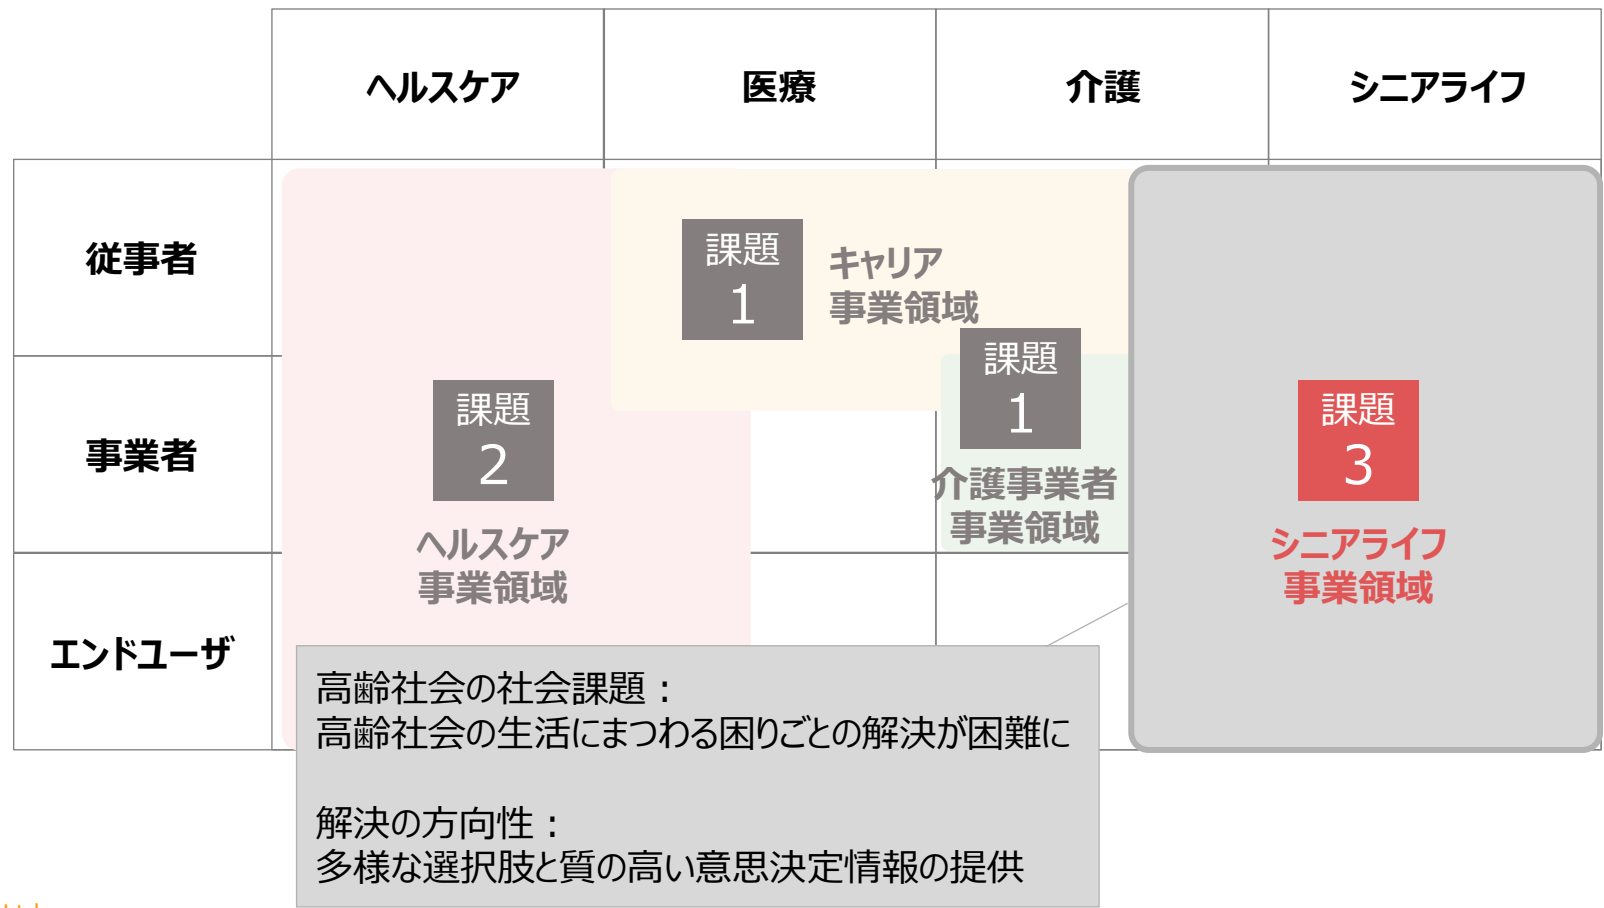 ヘルスケア
医療
介護
シニアライフ
従事者
課題
1
キャリア
事業領域
事業者
課題
2
ヘルスケア
事業領域
課題
1
介護事業者
事業領域
課題
3
シニアライフ
事業領域
エンドユーザ
高齢社会の社会課題：
高齢社会の生活にまつわる困りごとの解決が困難に
解決の方向性：
多様な選択肢と質の高い意思決定情報の提供